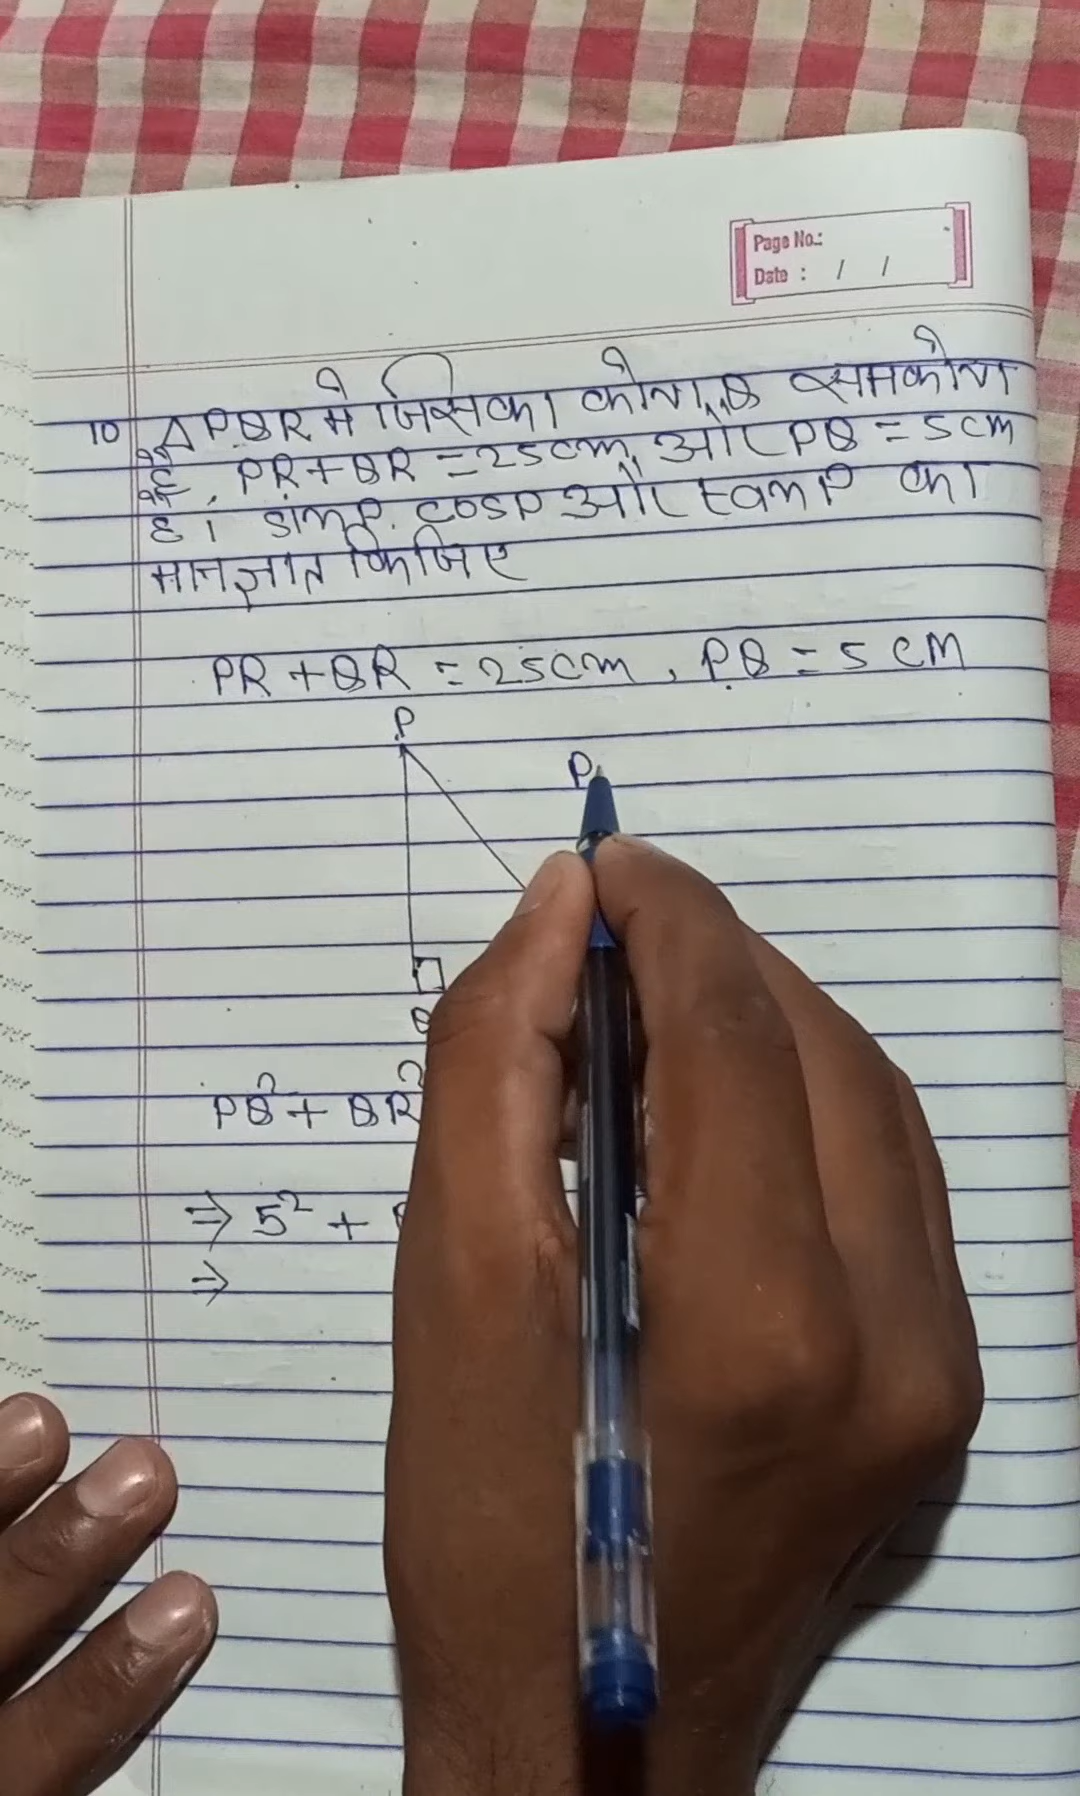 Page No.:
Date : / /
10 △PQR में जिसका कोण Q समकोण
है, PR+QR = 25cm, और PQ = 5cm
है। sinp. cosp और tanp का
मान ज्ञात किजिए
PR + QR = 25cm, PQ = 5 CM
P
P
Q
PQ² + QR²
⇒ 5² +
⇒